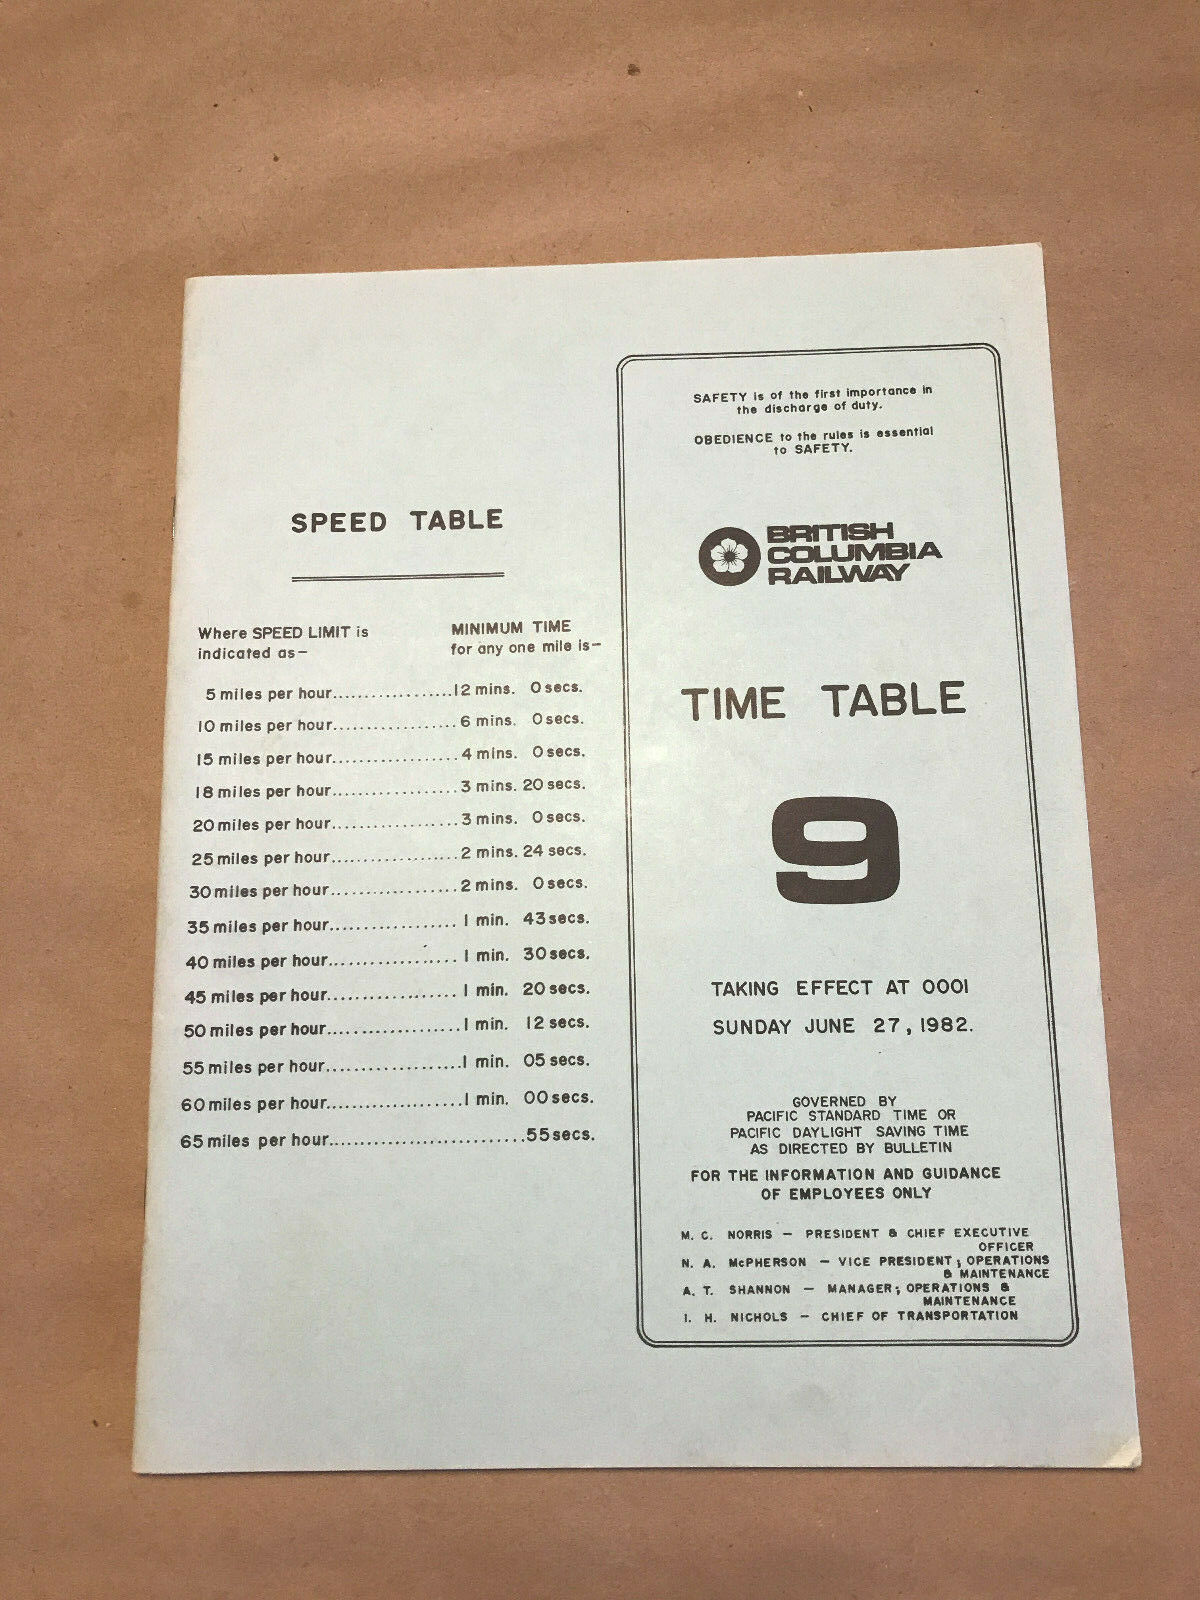 SPEED TABLE
Where SPEED LIMIT is
indicated as—
MINIMUM TIME
for any one mile is—
5 miles per hour..................12 mins. 0 secs.
10 miles per hour...................6 mins. 0 secs.
15 miles per hour...................4 mins. 0 secs.
18 miles per hour...................3 mins. 20 secs.
20 miles per hour...................3 mins. 0 secs.
25 miles per hour...................2 mins. 24 secs.
30 miles per hour...................2 mins. 0 secs.
35 miles per hour................... 1 min. 43 secs.
40 miles per hour................... 1 min. 30 secs.
45 miles per hour................... 1 min. 20 secs.
50 miles per hour....................1 min. 12 secs.
55 miles per hour....................1 min. 05 secs.
60 miles per hour....................1 min. 00 secs.
65 miles per hour.............................55 secs.
SAFETY is of the first importance in
the discharge of duty.
OBEDIENCE to the rules is essential
to SAFETY.
BRITISH
COLUMBIA
RAILWAY
TIME TABLE
9
TAKING EFFECT AT 0001
SUNDAY JUNE 27, 1982.
GOVERNED BY
PACIFIC STANDARD TIME OR
PACIFIC DAYLIGHT SAVING TIME
AS DIRECTED BY BULLETIN
FOR THE INFORMATION AND GUIDANCE
OF EMPLOYEES ONLY
M. C. NORRIS — PRESIDENT & CHIEF EXECUTIVE
OFFICER
N. A. McPHERSON — VICE PRESIDENT; OPERATIONS
& MAINTENANCE
A. T. SHANNON — MANAGER; OPERATIONS &
MAINTENANCE
I. H. NICHOLS — CHIEF OF TRANSPORTATION